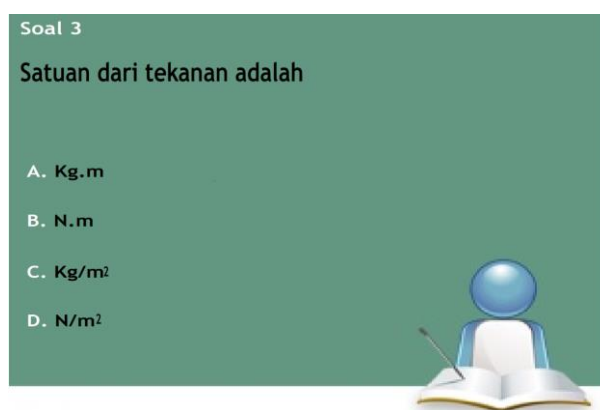 Soal 3
Satuan dari tekanan adalah
A. Kg.m
B. N.m
C. Kg/m²
D. N/m²